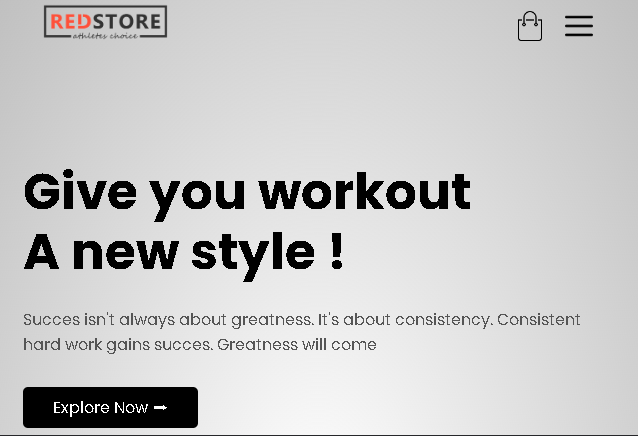 REDSTORE
athletes choice
Give you workout
A new style !
Succes isn't always about greatness. It's about consistency. Consistent
hard work gains succes. Greatness will come
Explore Now ➞